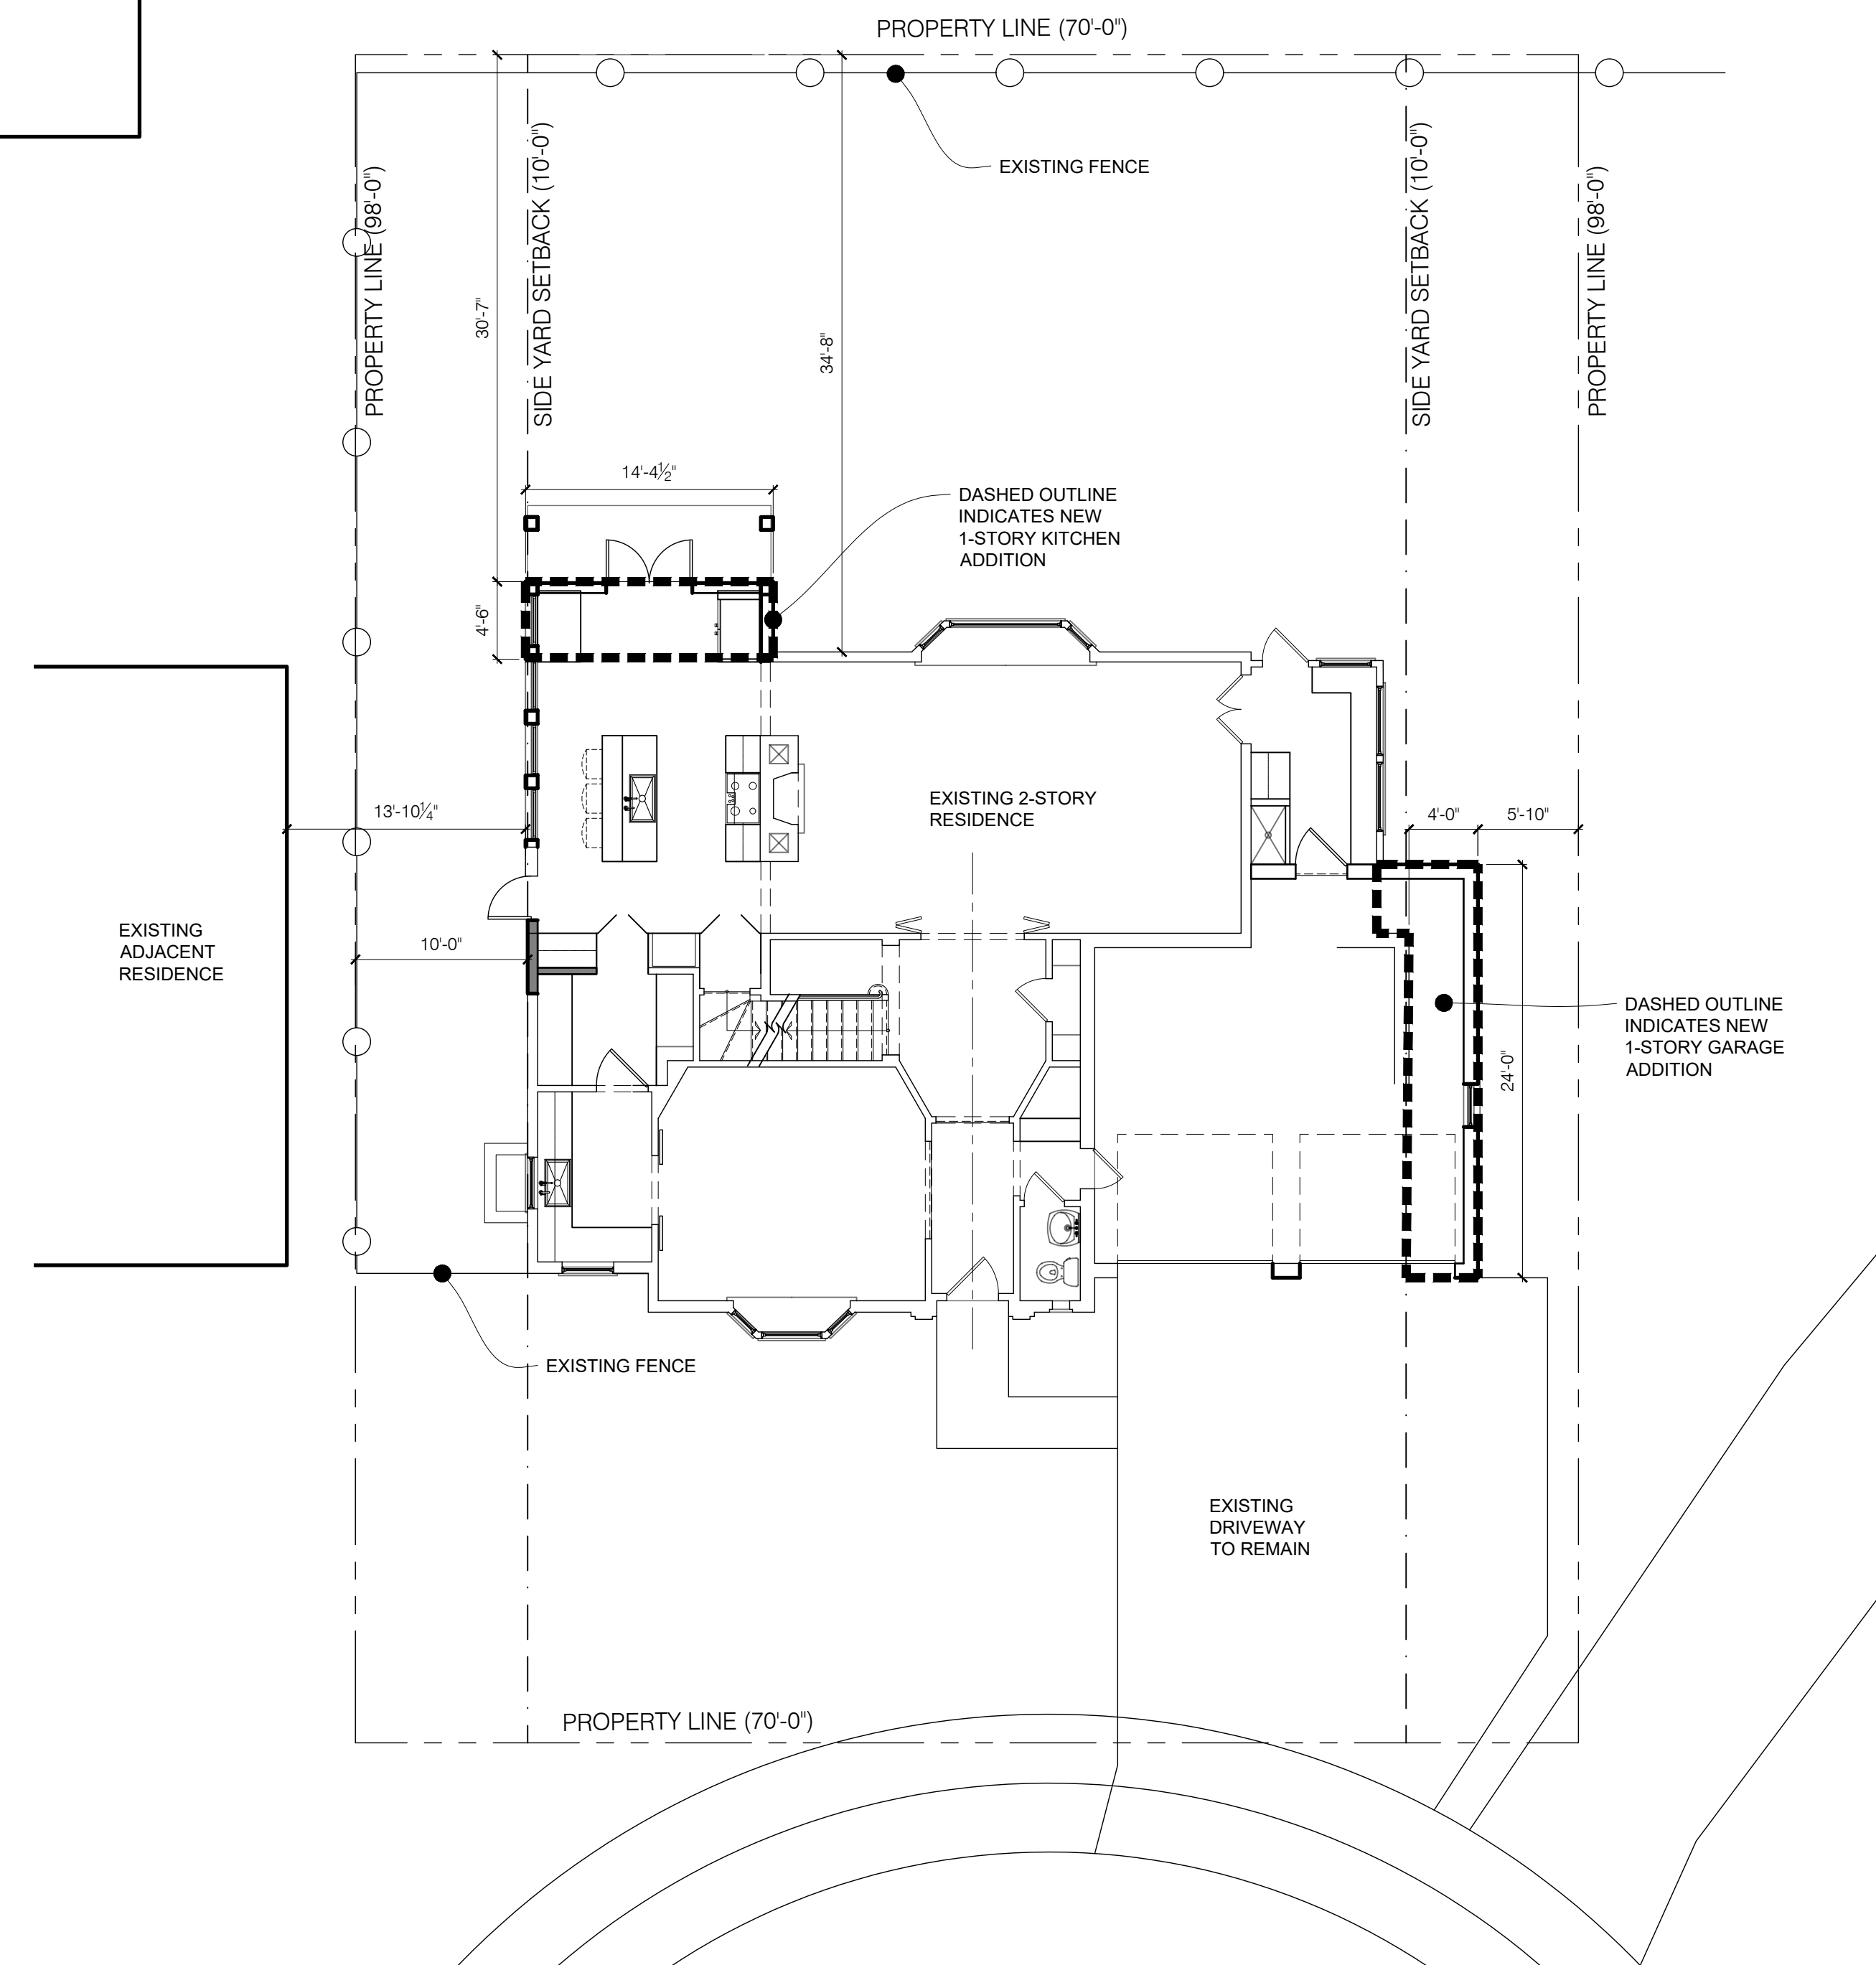 PROPERTY LINE (70'-0")
EXISTING FENCE
PROPERTY LINE (98'-0")
SIDE YARD SETBACK (10'-0")
SIDE YARD SETBACK (10'-0")
PROPERTY LINE (98'-0")
30'-7"
34'-8"
14'-4½"
DASHED OUTLINE
INDICATES NEW
1-STORY KITCHEN
ADDITION
4'-6"
EXISTING 2-STORY
RESIDENCE
13'-10¼"
4'-0"
5'-10"
EXISTING
ADJACENT
RESIDENCE
10'-0"
DASHED OUTLINE
INDICATES NEW
1-STORY GARAGE
ADDITION
24'-0"
EXISTING FENCE
EXISTING
DRIVEWAY
TO REMAIN
PROPERTY LINE (70'-0")